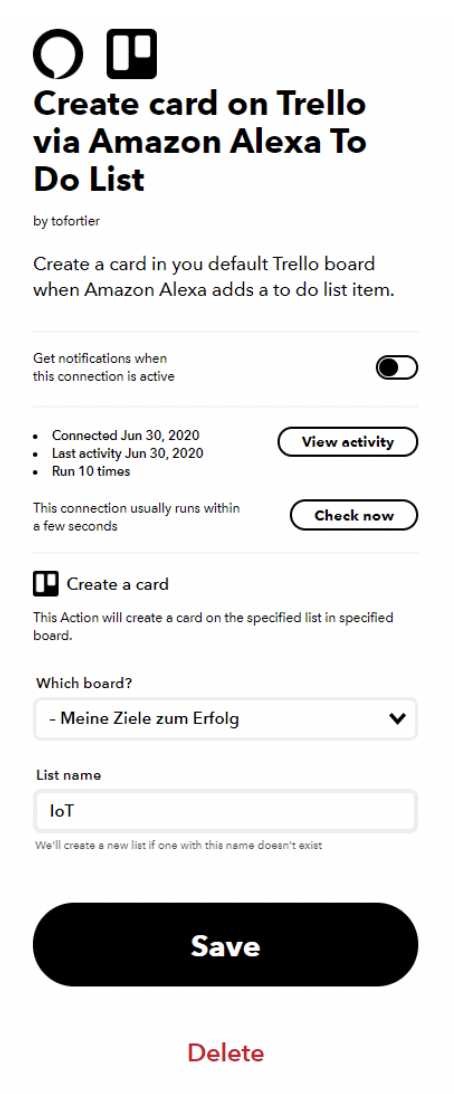 Create card on Trello
via Amazon Alexa To
Do List
by tofortier
Create a card in you default Trello board
when Amazon Alexa adds a to do list item.
Get notifications when
this connection is active
Connected Jun 30, 2020
Last activity Jun 30, 2020
Run 10 times
View activity
This connection usually runs within
a few seconds
Check now
Create a card
This Action will create a card on the specified list in specified
board.
Which board?
– Meine Ziele zum Erfolg
List name
IoT
We'll create a new list if one with this name doesn't exist
Save
Delete